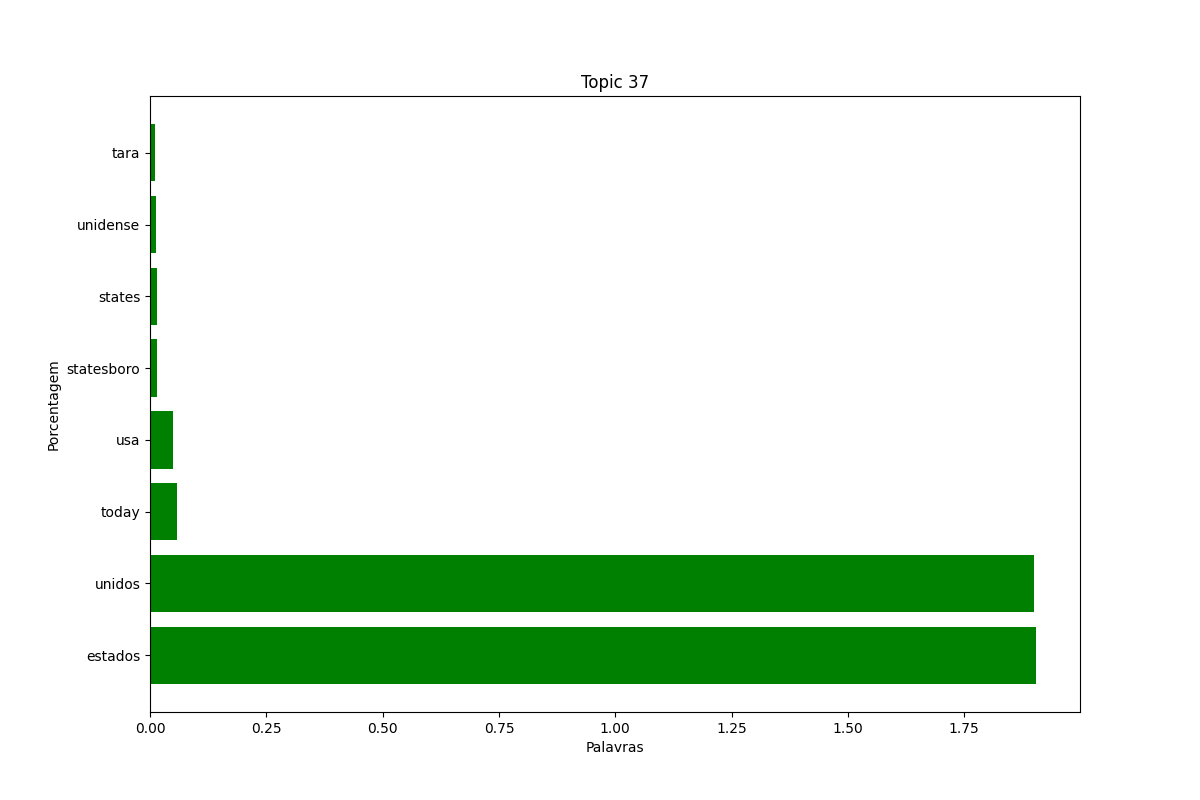 Topic 37
tara
unidense
states
statesboro
usa
today
unidos
estados
Porcentagem
0.00 0.25 0.50 0.75 1.00 1.25 1.50 1.75
Palavras